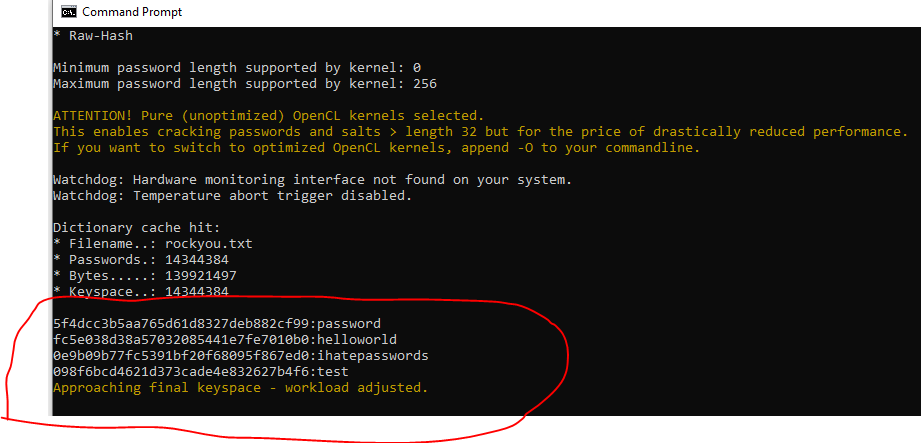 Command Prompt
* Raw-Hash
Minimum password length supported by kernel: 0
Maximum password length supported by kernel: 256
ATTENTION! Pure (unoptimized) OpenCL kernels selected.
This enables cracking passwords and salts > length 32 but for the price of drastically reduced performance.
If you want to switch to optimized OpenCL kernels, append -O to your commandline.
Watchdog: Hardware monitoring interface not found on your system.
Watchdog: Temperature abort trigger disabled.
Dictionary cache hit:
* Filename..: rockyou.txt
* Passwords.: 14344384
* Bytes.....: 139921497
* Keyspace..: 14344384
5f4dcc3b5aa765d61d8327deb882cf99:password
fc5e038d38a57032085441e7fe7010b0:helloworld
0e9b09b77fc5391bf20f68095f867ed0:ihatepasswords
098f6bcd4621d373cade4e832627b4f6:test
Approaching final keyspace - workload adjusted.